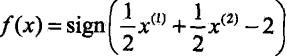 f(x) = sign(1/2 x^(1) + 1/2 x^(2) − 2)